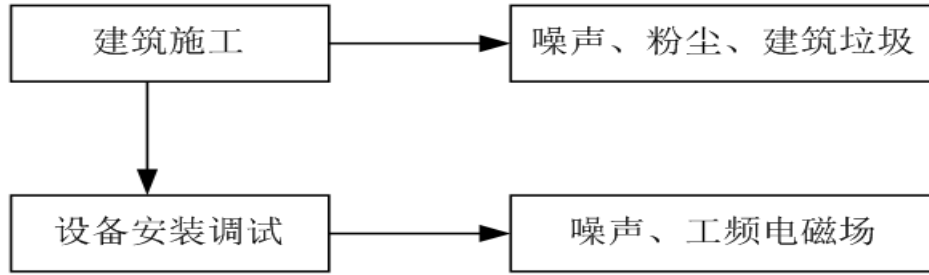 建筑施工
噪声、粉尘、建筑垃圾
设备安装调试
噪声、工频电磁场